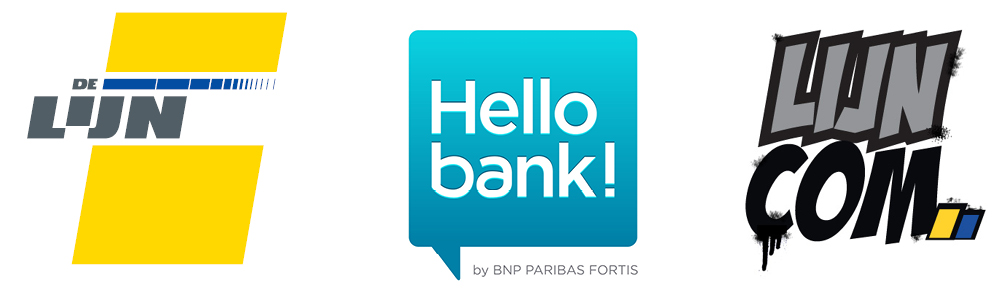 DE
LIJN
Hello
bank!
by BNP PARIBAS FORTIS
LIJN
COM